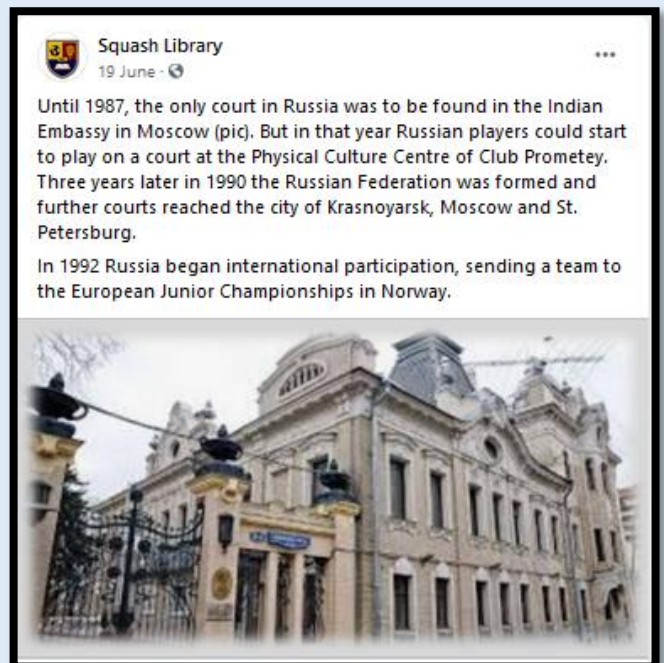 Squash Library
19 June ·
Until 1987, the only court in Russia was to be found in the Indian
Embassy in Moscow (pic). But in that year Russian players could start
to play on a court at the Physical Culture Centre of Club Prometey.
Three years later in 1990 the Russian Federation was formed and
further courts reached the city of Krasnoyarsk, Moscow and St.
Petersburg.
In 1992 Russia began international participation, sending a team to
the European Junior Championships in Norway.